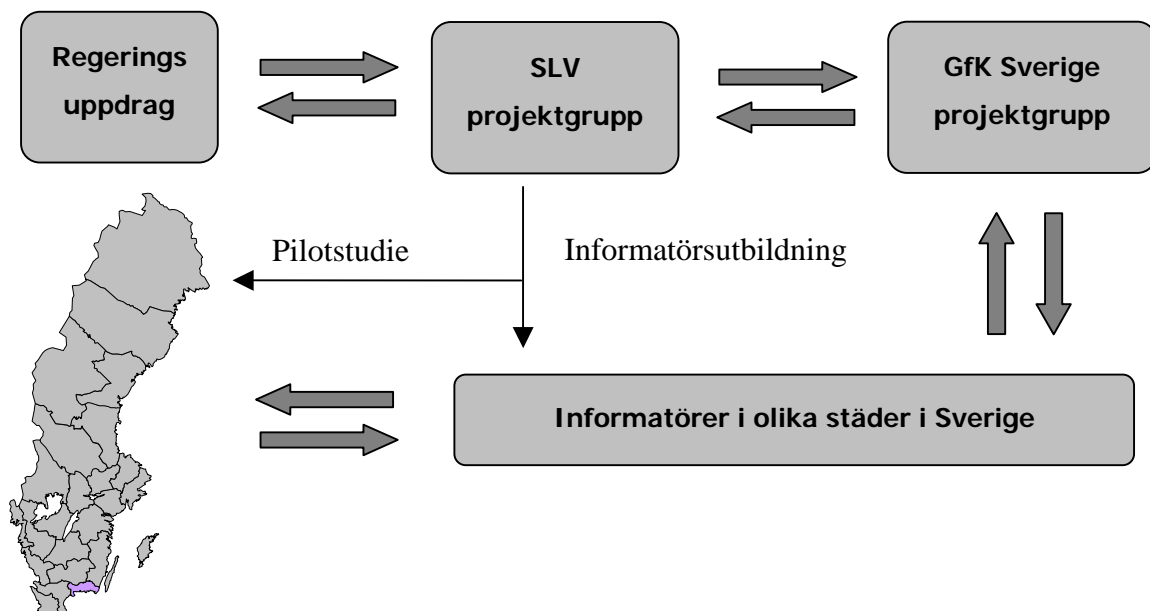 Regerings
uppdrag
SLV
projektgrupp
GfK Sverige
projektgrupp
Pilotstudie
Informatörsutbildning
Informatörer i olika städer i Sverige